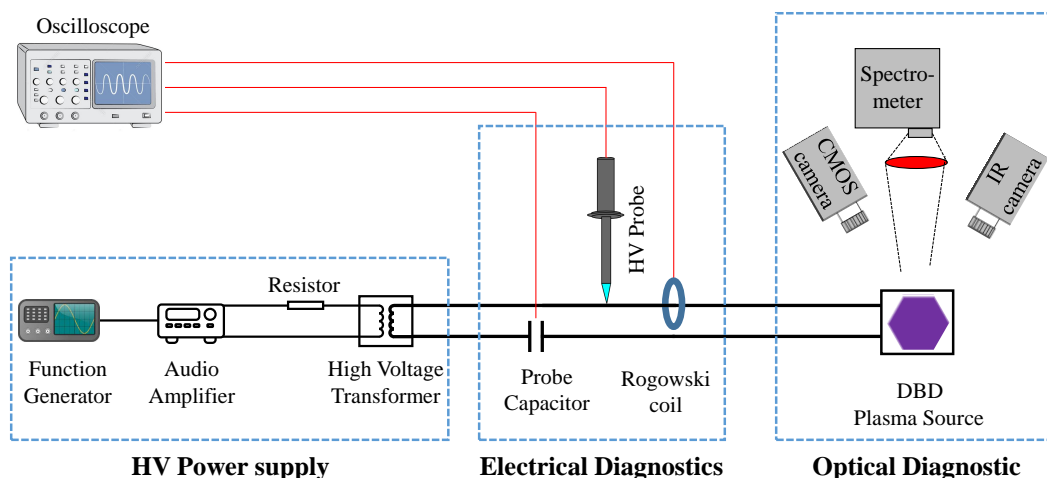 Oscilloscope
Spectro-
meter
CMOS
camera
IR
camera
HV Probe
Resistor
Function
Generator
Audio
Amplifier
High Voltage
Transformer
Probe
Capacitor
Rogowski
coil
DBD
Plasma Source
HV Power supply
Electrical Diagnostics
Optical Diagnostic